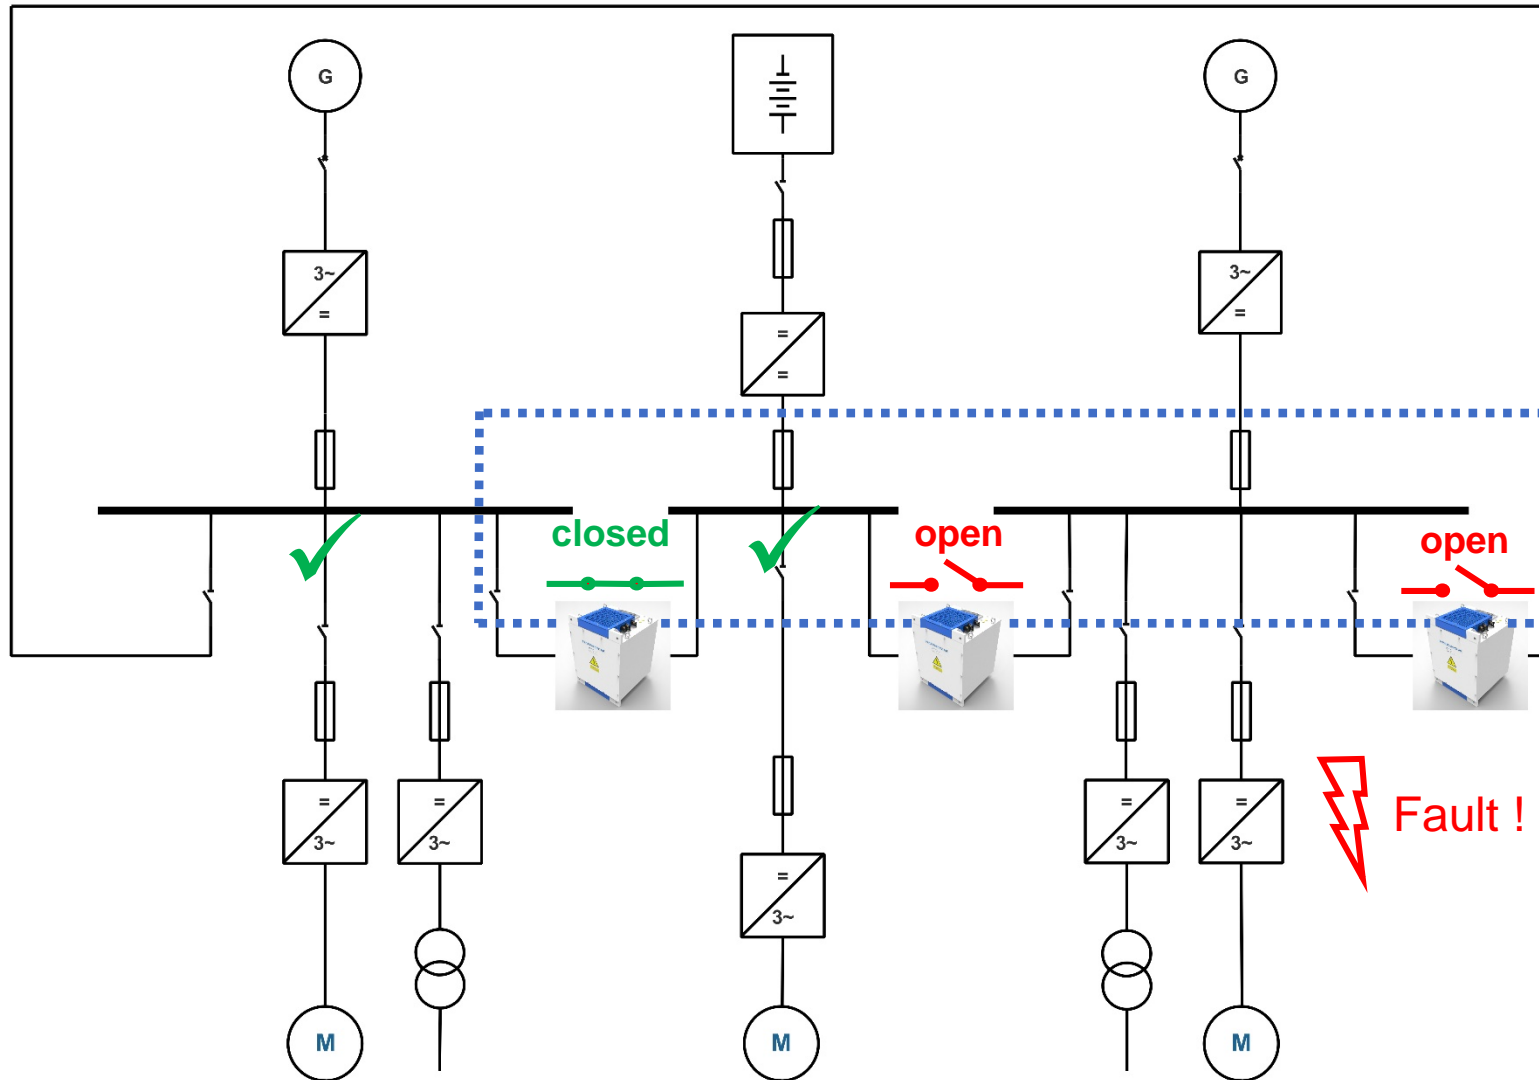 G
G
3~
=
3~
=
=
=
closed
open
open
=
3~
=
3~
=
3~
=
3~
Fault !
=
3~
M
M
M